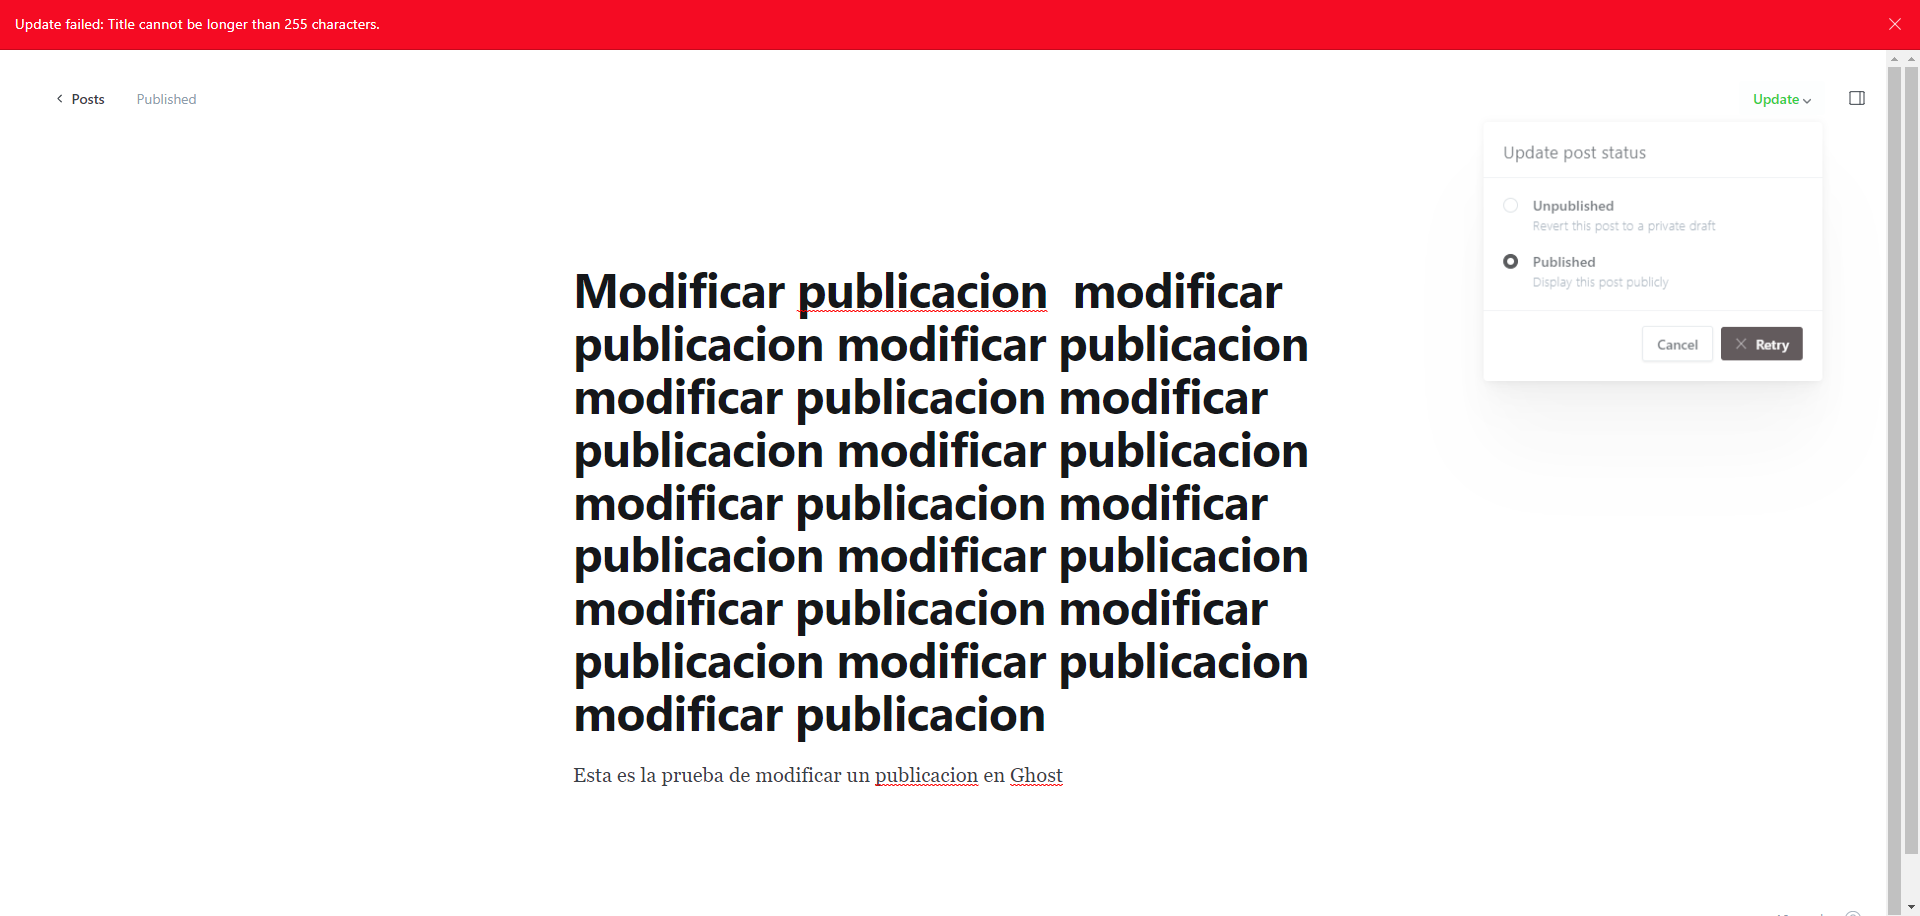 Update failed: Title cannot be longer than 255 characters.
Posts Published
Update
Update post status
Unpublished
Revert this post to a private draft
Published
Display this post publicly
Cancel Retry
Modificar publicacion  modificar
publicacion modificar publicacion
modificar publicacion modificar
publicacion modificar publicacion
modificar publicacion modificar
publicacion modificar publicacion
modificar publicacion modificar
publicacion modificar publicacion
modificar publicacion
Esta es la prueba de modificar un publicacion en Ghost